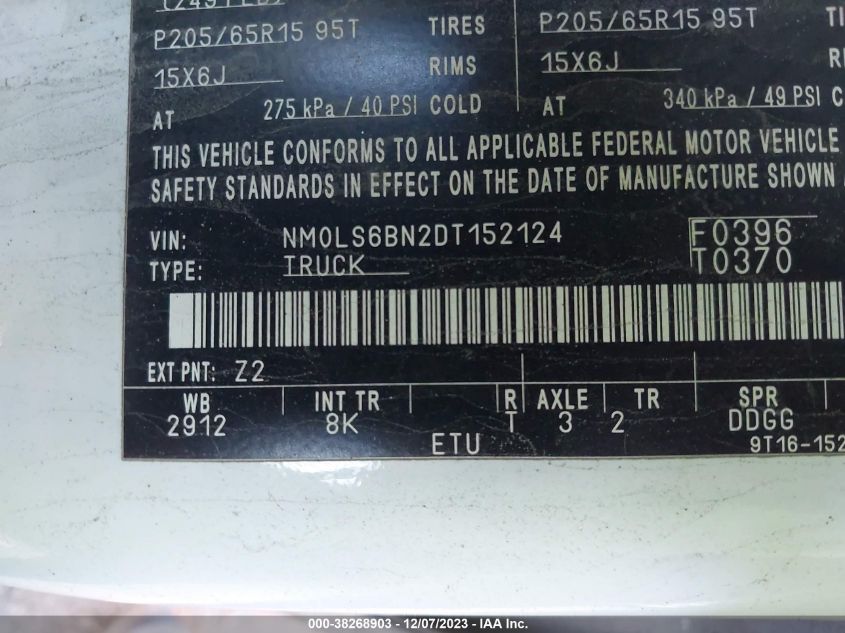 P205/65R15 95T TIRES P205/65R15 95T
15X6J RIMS 15X6J
AT 275 kPa / 40 PSI COLD AT 340 kPa / 49 PSI
THIS VEHICLE CONFORMS TO ALL APPLICABLE FEDERAL MOTOR VEHICLE
SAFETY STANDARDS IN EFFECT ON THE DATE OF MANUFACTURE SHOWN
VIN: NM0LS6BN2DT152124 F0396
TYPE: TRUCK T0370
EXT PNT: Z2
WB INT TR R AXLE TR SPR
2912 8K T 3 2 DDGG
ETU 9T16-152
000-38268903 - 12/07/2023 - IAA Inc.